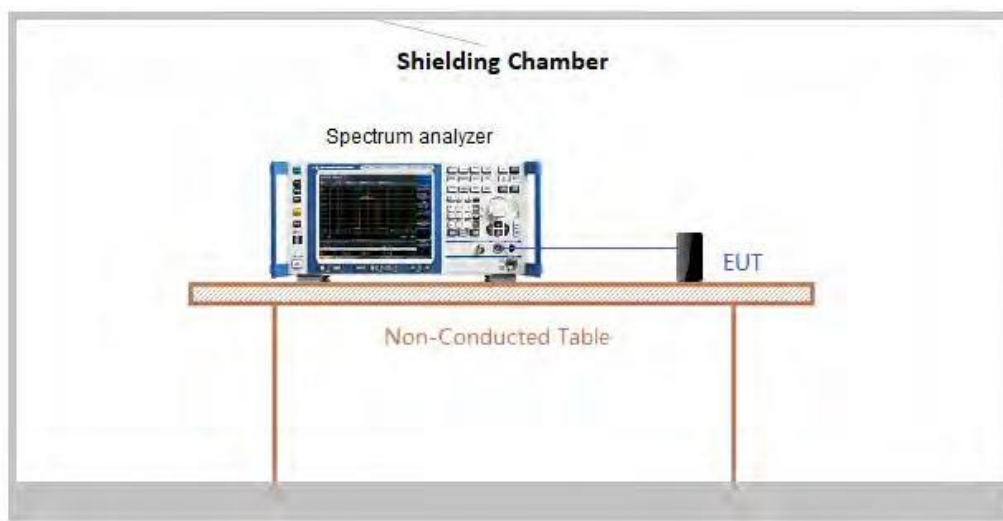 Shielding Chamber
Spectrum analyzer
EUT
Non-Conducted Table